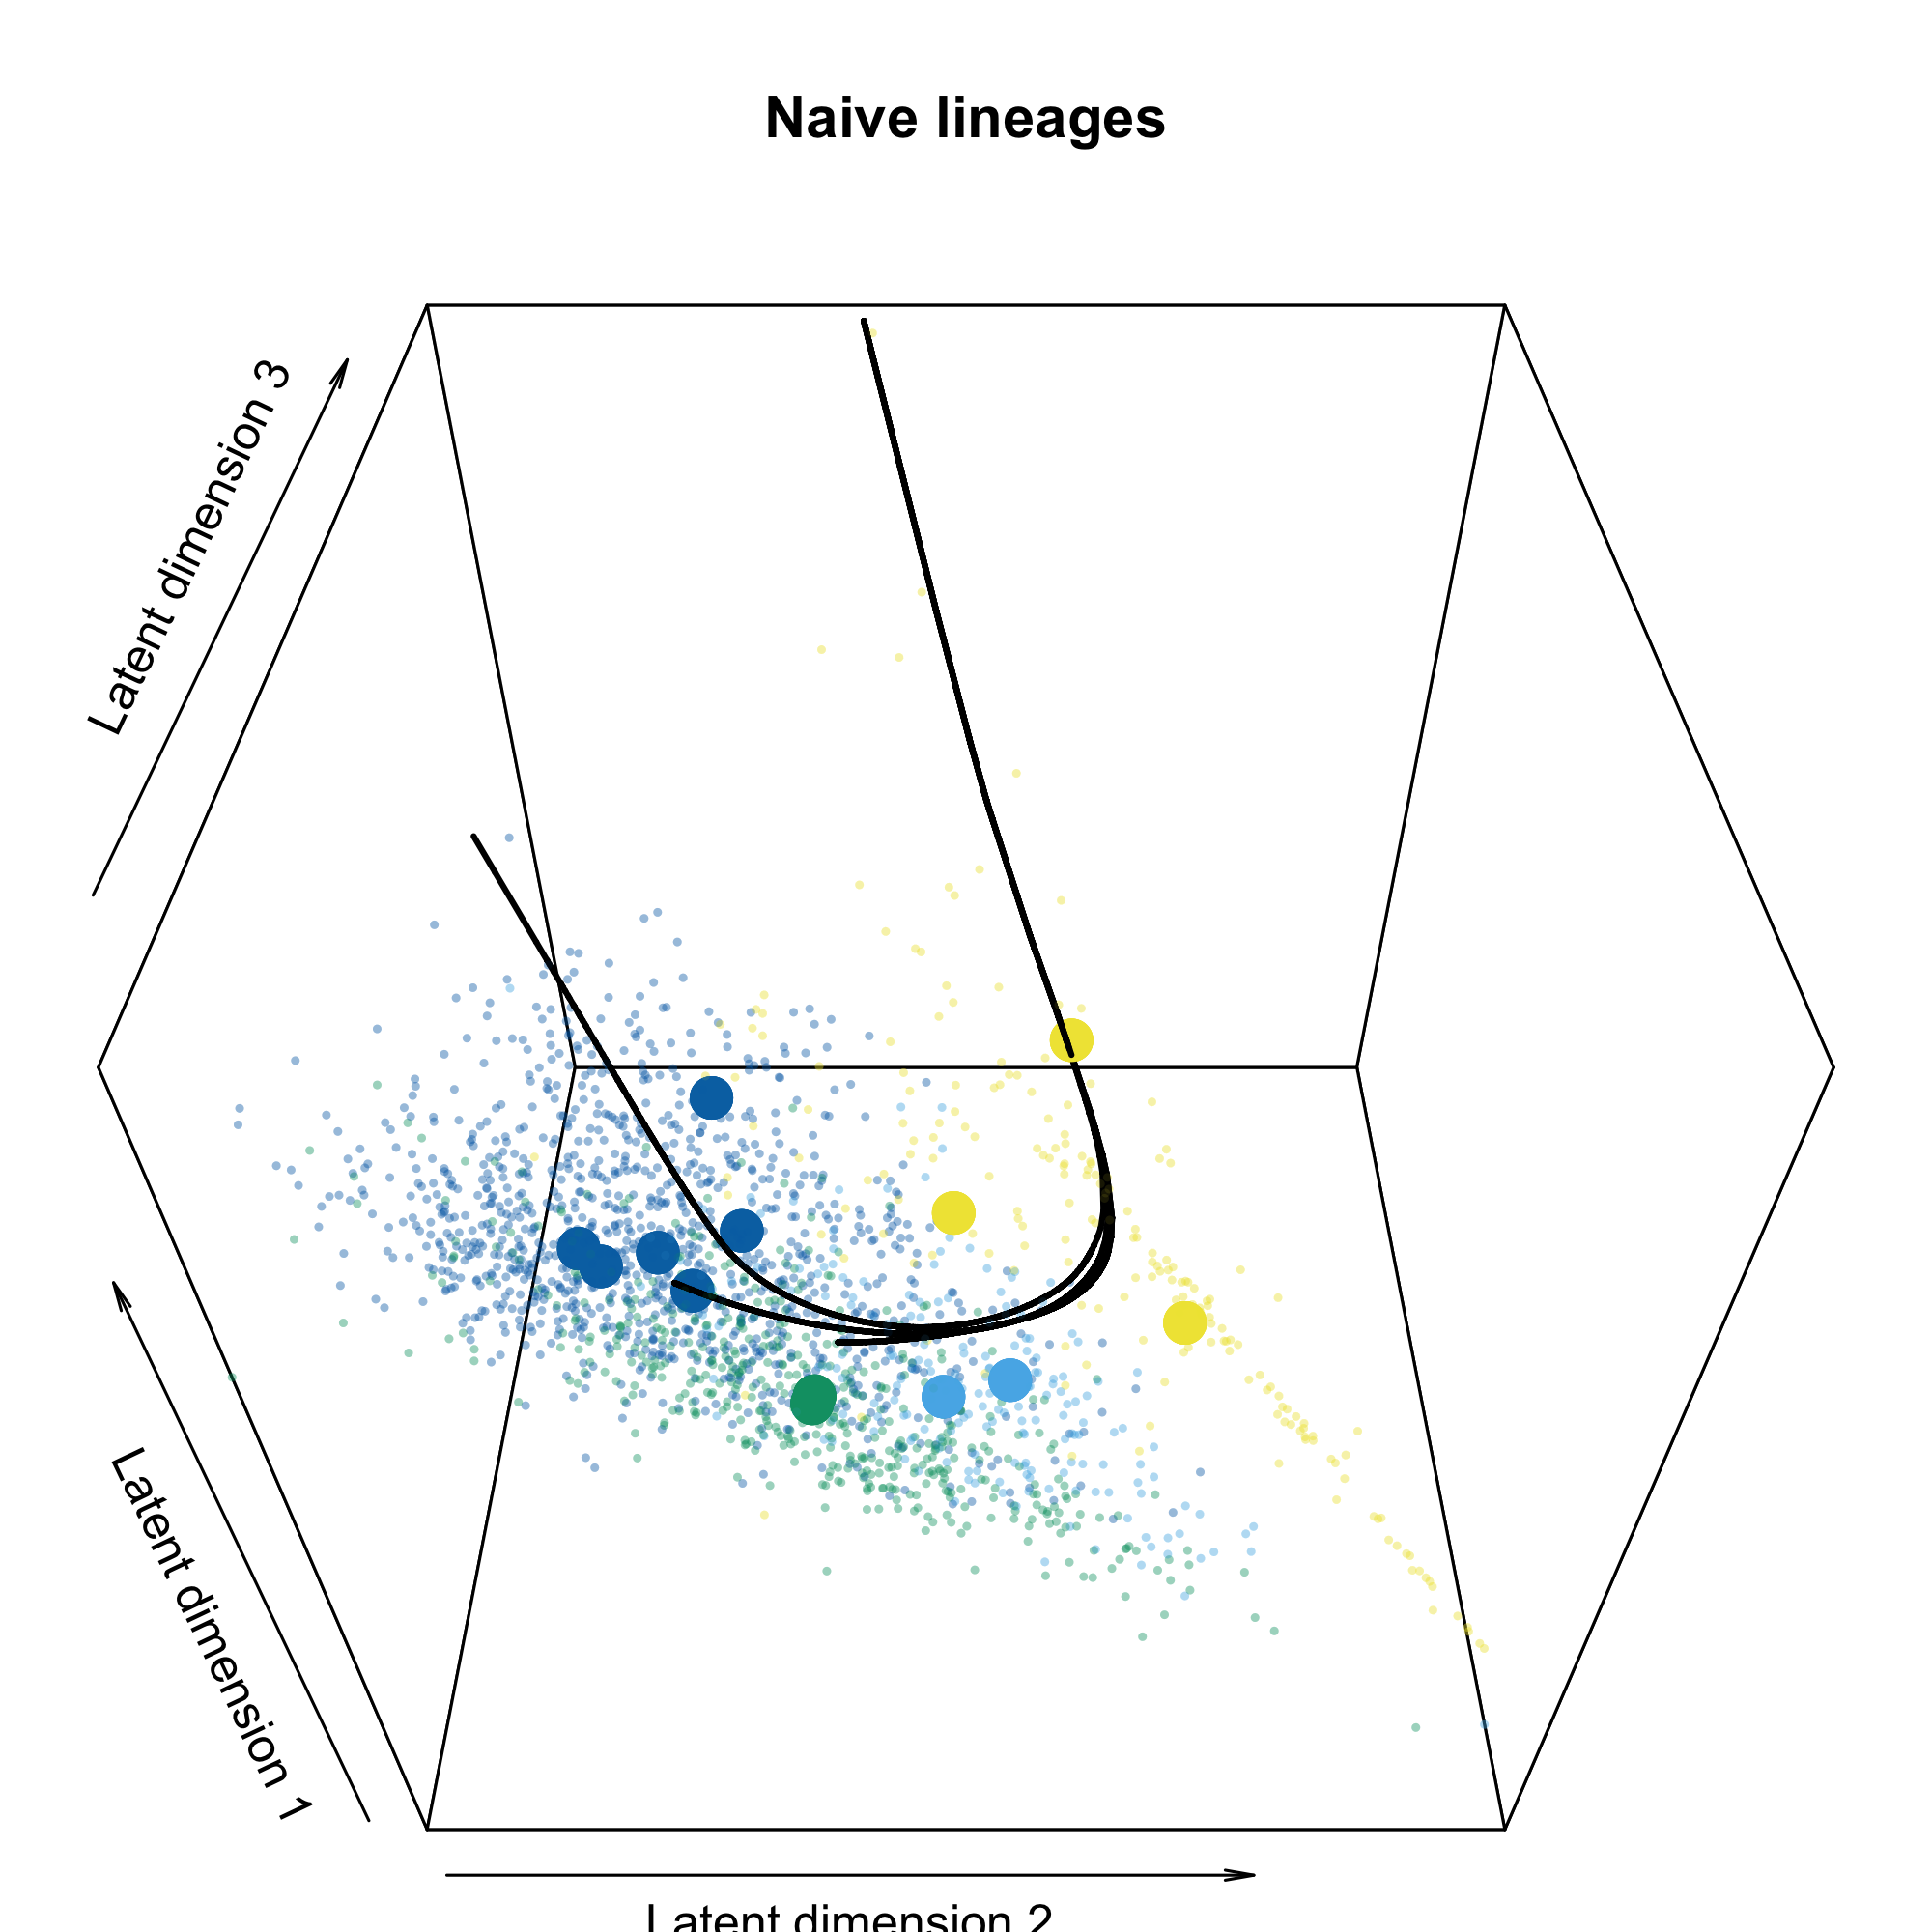 Naive lineages
Latent dimension 3
Latent dimension 1
Latent dimension 2